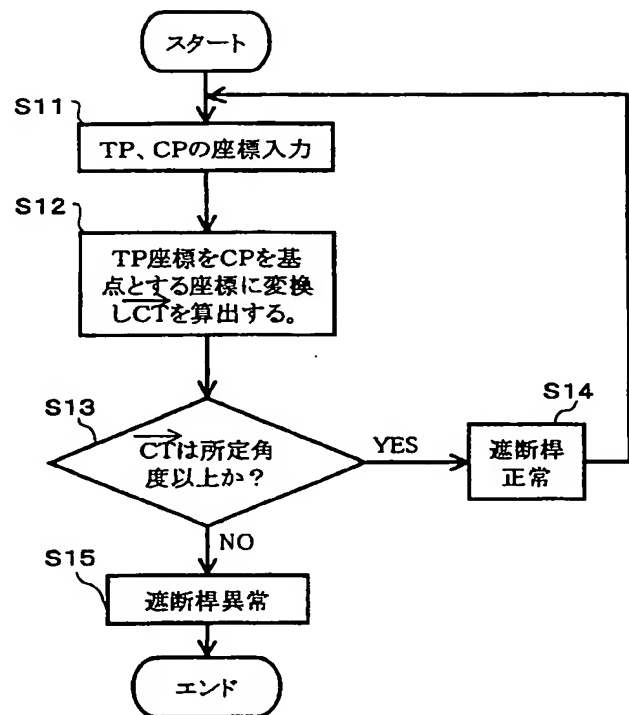 スタート
S11
TP、CPの座標入力
S12
TP座標をCPを基
点とする座標に変換
しCTを算出する。
S13
CTは所定角
度以上か？
YES
S14
遮断桿
正常
NO
S15
遮断桿異常
エンド